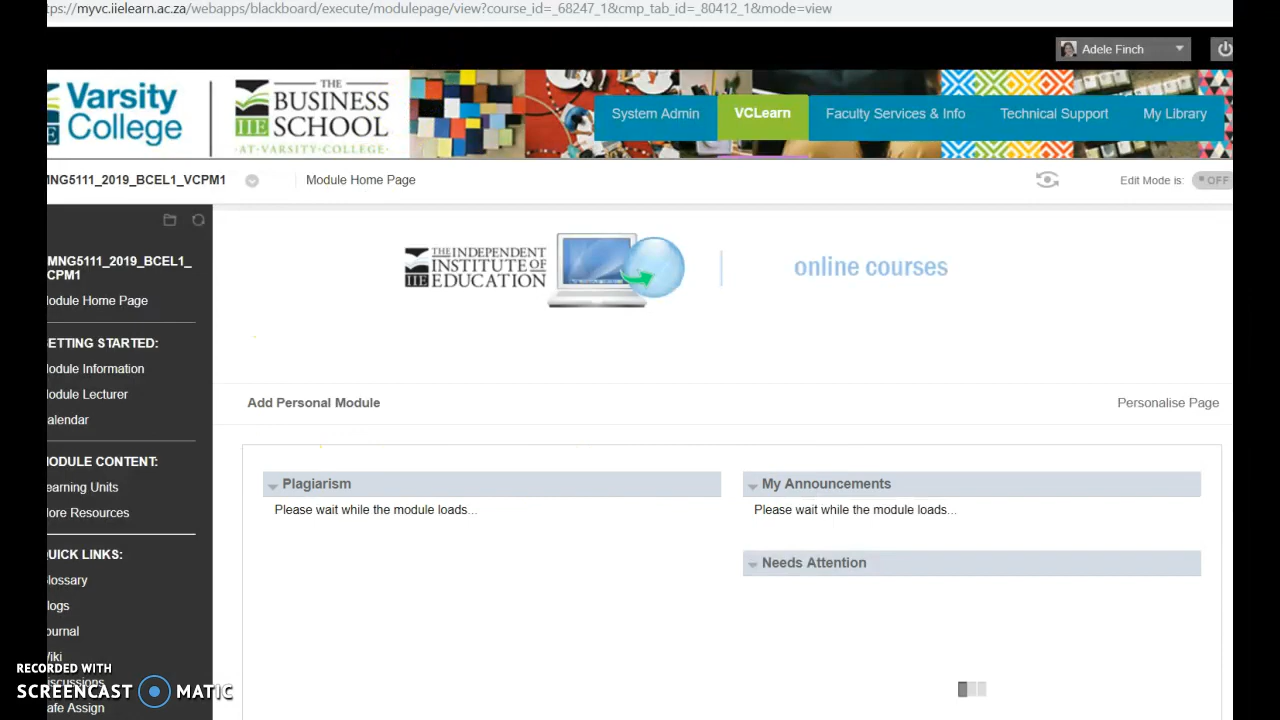 tps://myvc.iielearn.ac.za/webapps/blackboard/execute/modulepage/view?course_id=_68247_1&cmp_tab_id=_80412_1&mode=view
Adele Finch
Varsity
College
THE
BUSINESS
IIE SCHOOL
·AT·VARSITY·COLLEGE·
System Admin
VCLearn
Faculty Services & Info
Technical Support
My Library
MNG5111_2019_BCEL1_VCPM1
Module Home Page
Edit Mode is:
OFF
MNG5111_2019_BCEL1_
CPM1
odule Home Page
ETTING STARTED:
odule Information
odule Lecturer
alendar
ODULE CONTENT:
earning Units
ore Resources
UICK LINKS:
lossary
logs
ournal
iki
iscussions
afe Assign
THE INDEPENDENT
INSTITUTE OF
IIE EDUCATION
online courses
Add Personal Module
Personalise Page
Plagiarism
Please wait while the module loads...
My Announcements
Please wait while the module loads...
Needs Attention
RECORDED WITH
SCREENCAST MATIC